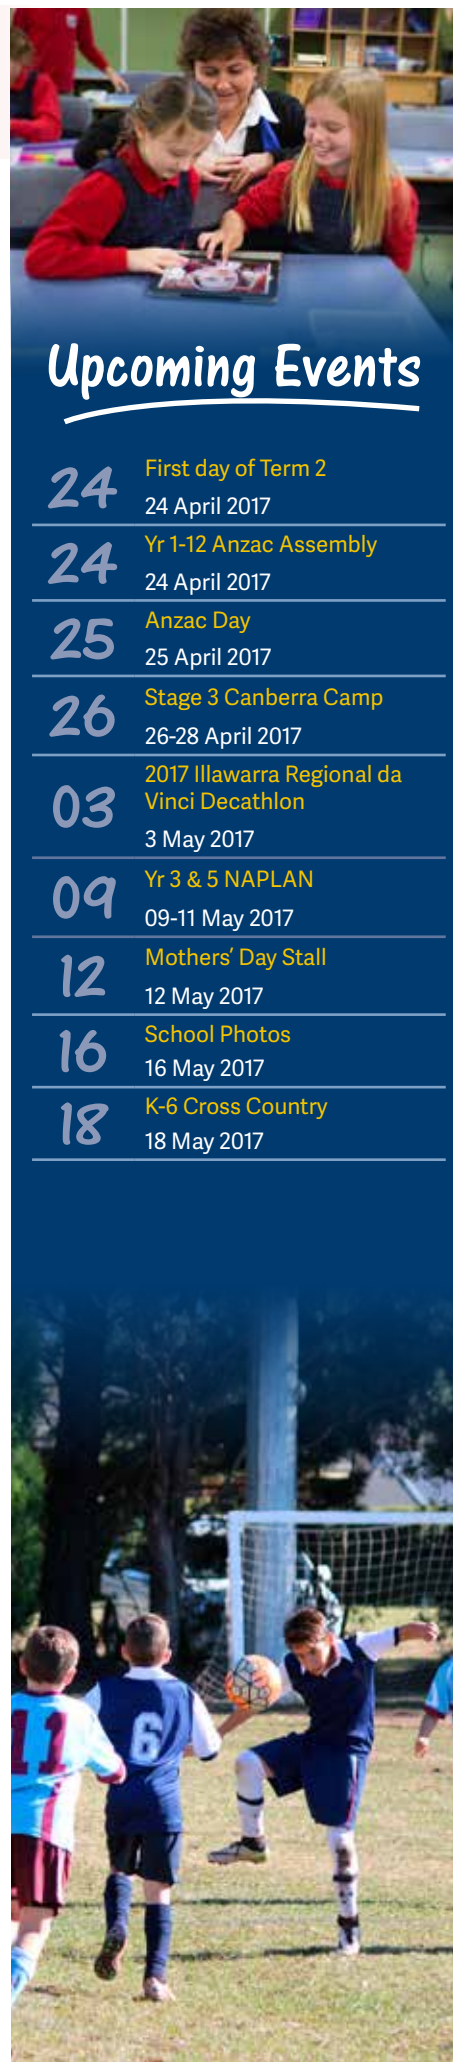 Upcoming Events
24
First day of Term 2
24 April 2017
24
Yr 1-12 Anzac Assembly
24 April 2017
25
Anzac Day
25 April 2017
26
Stage 3 Canberra Camp
26-28 April 2017
03
2017 Illawarra Regional da
Vinci Decathlon
3 May 2017
09
Yr 3 & 5 NAPLAN
09-11 May 2017
12
Mothers’ Day Stall
12 May 2017
16
School Photos
16 May 2017
18
K-6 Cross Country
18 May 2017
11
6